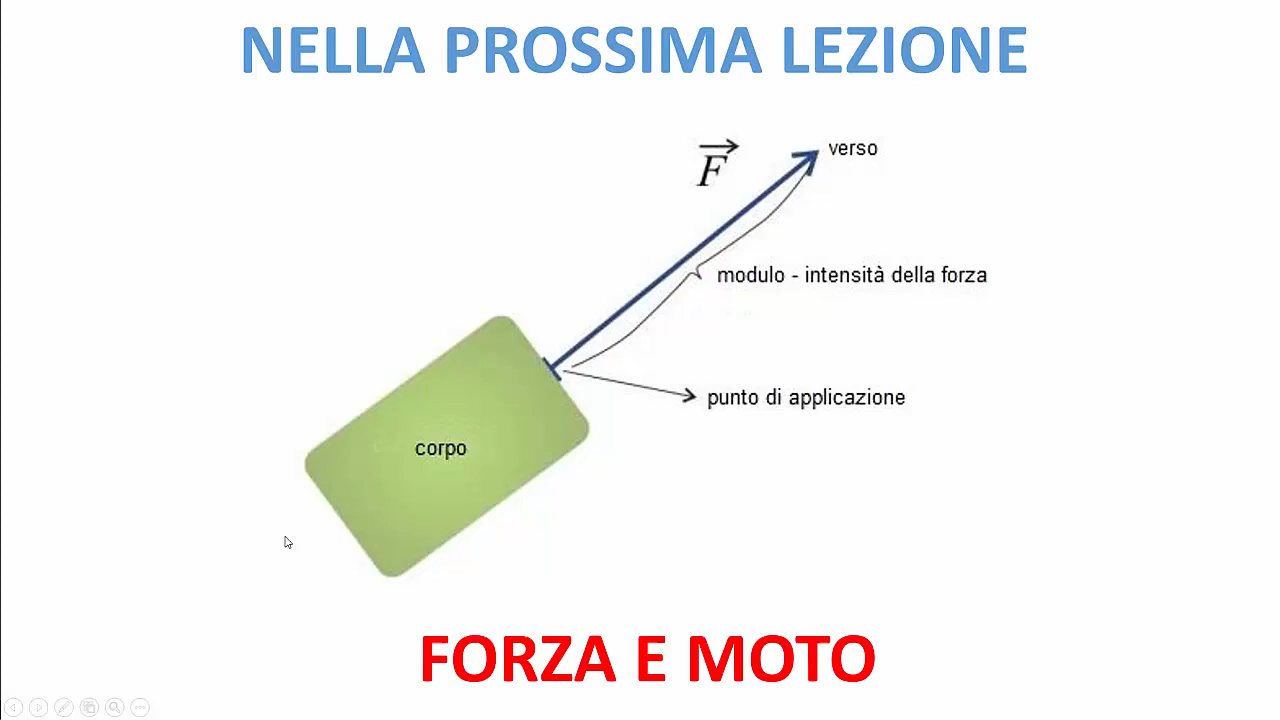 NELLA PROSSIMA LEZIONE
F
verso
modulo - intensità della forza
punto di applicazione
corpo
FORZA E MOTO